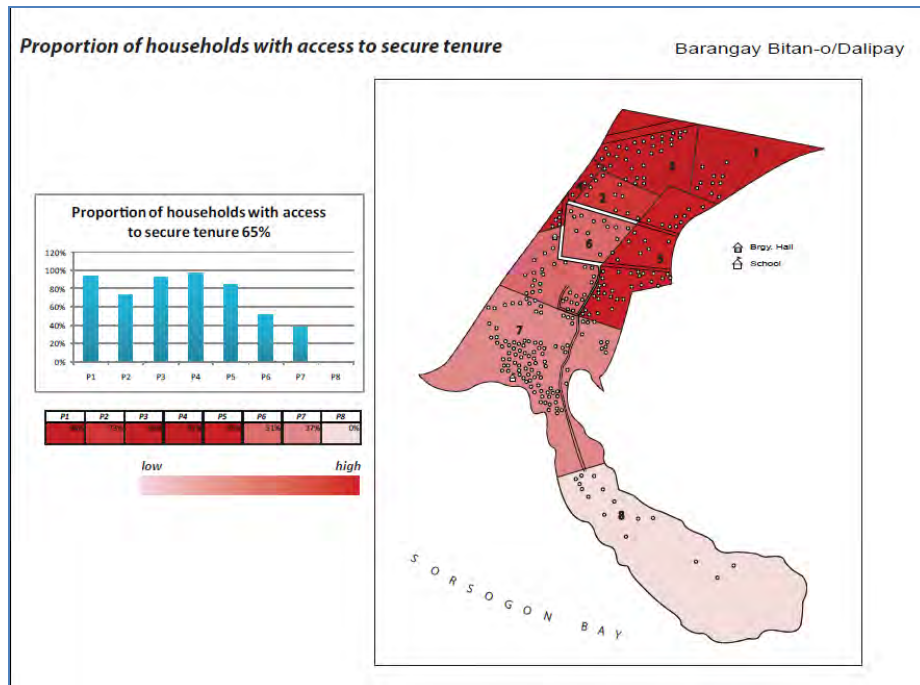 Proportion of households with access to secure tenure
Barangay Bitan-o/Dalipay
Proportion of households with access
to secure tenure 65%
120%
100%
80%
60%
40%
20%
0%
P1 P2 P3 P4 P5 P6 P7 P8
P1 P2 P3 P4 P5 P6 P7 P8
73% 51% 37% 0%
low high
1
3
2
6
5
7
8
Brgy. Hall
School
SORSOGON BAY